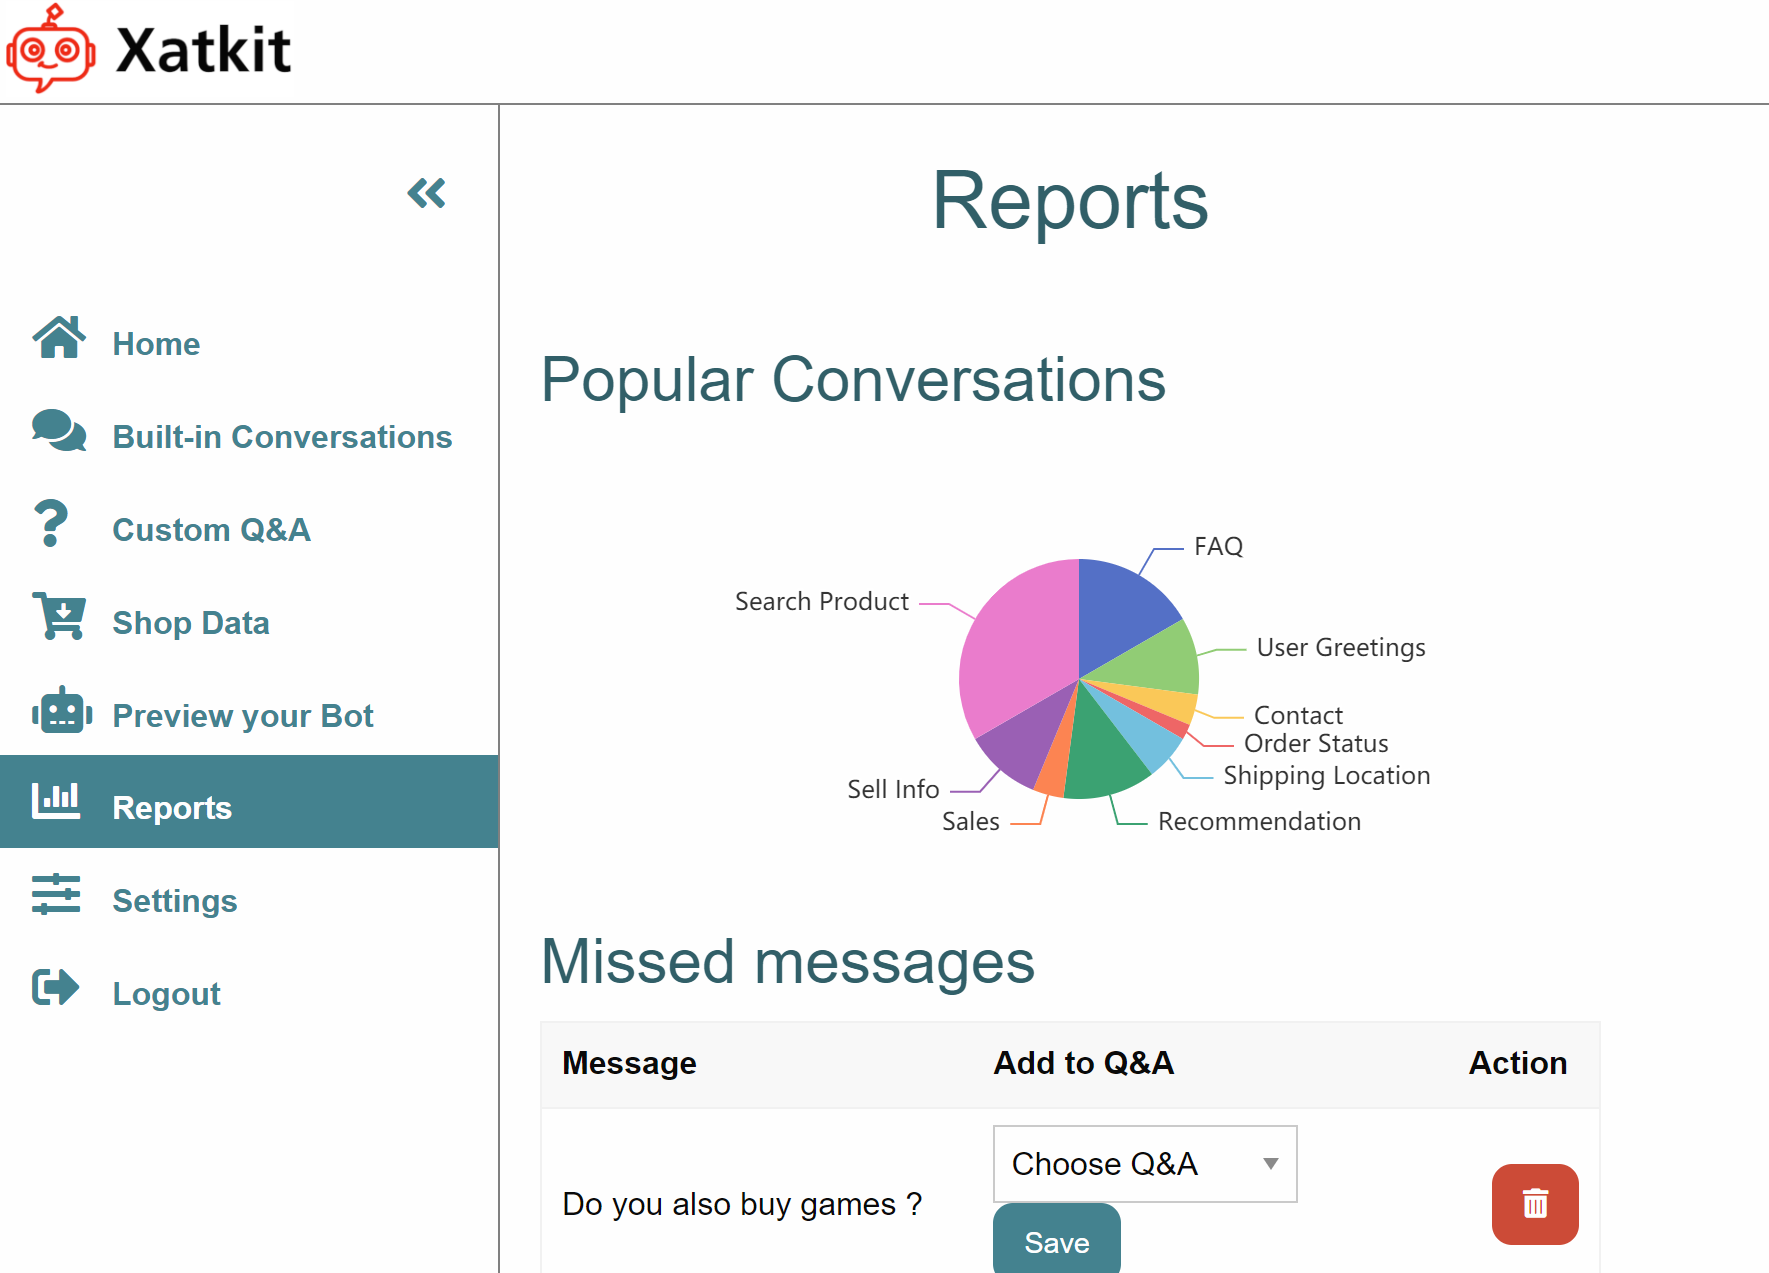 Xatkit
Home
Built-in Conversations
Custom Q&A
Shop Data
Preview your Bot
Reports
Settings
Logout
Reports
Popular Conversations
FAQ
Search Product
User Greetings
Contact
Order Status
Shipping Location
Sell Info
Sales
Recommendation
Missed messages
Message Add to Q&A Action
Choose Q&A
Do you also buy games ?
Save